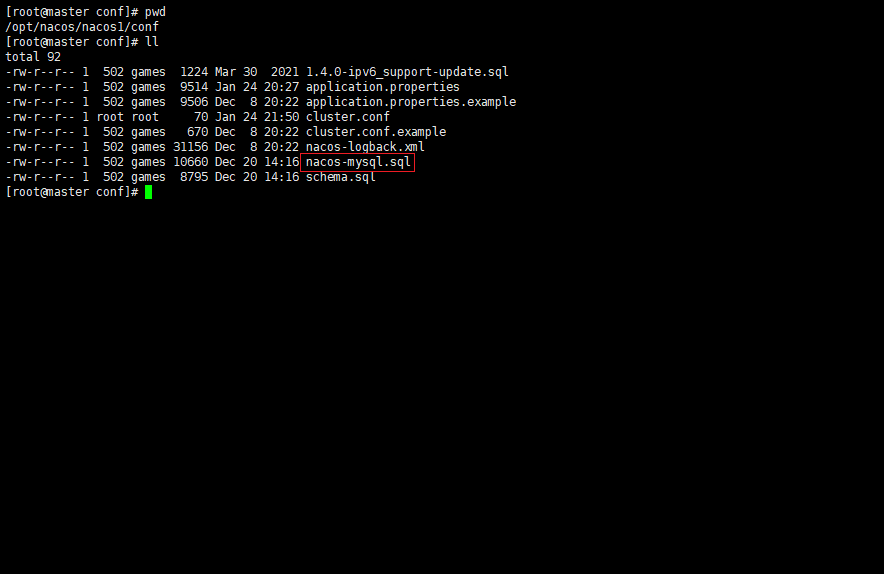 [root@master conf]# pwd
/opt/nacos/nacos1/conf
[root@master conf]# ll
total 92
-rw-r--r-- 1  502 games  1224 Mar 30  2021 1.4.0-ipv6_support-update.sql
-rw-r--r-- 1  502 games  9514 Jan 24 20:27 application.properties
-rw-r--r-- 1  502 games  9506 Dec  8 20:22 application.properties.example
-rw-r--r-- 1 root root     70 Jan 24 21:50 cluster.conf
-rw-r--r-- 1  502 games   670 Dec  8 20:22 cluster.conf.example
-rw-r--r-- 1  502 games 31156 Dec  8 20:22 nacos-logback.xml
-rw-r--r-- 1  502 games 10660 Dec 20 14:16 nacos-mysql.sql
-rw-r--r-- 1  502 games  8795 Dec 20 14:16 schema.sql
[root@master conf]#